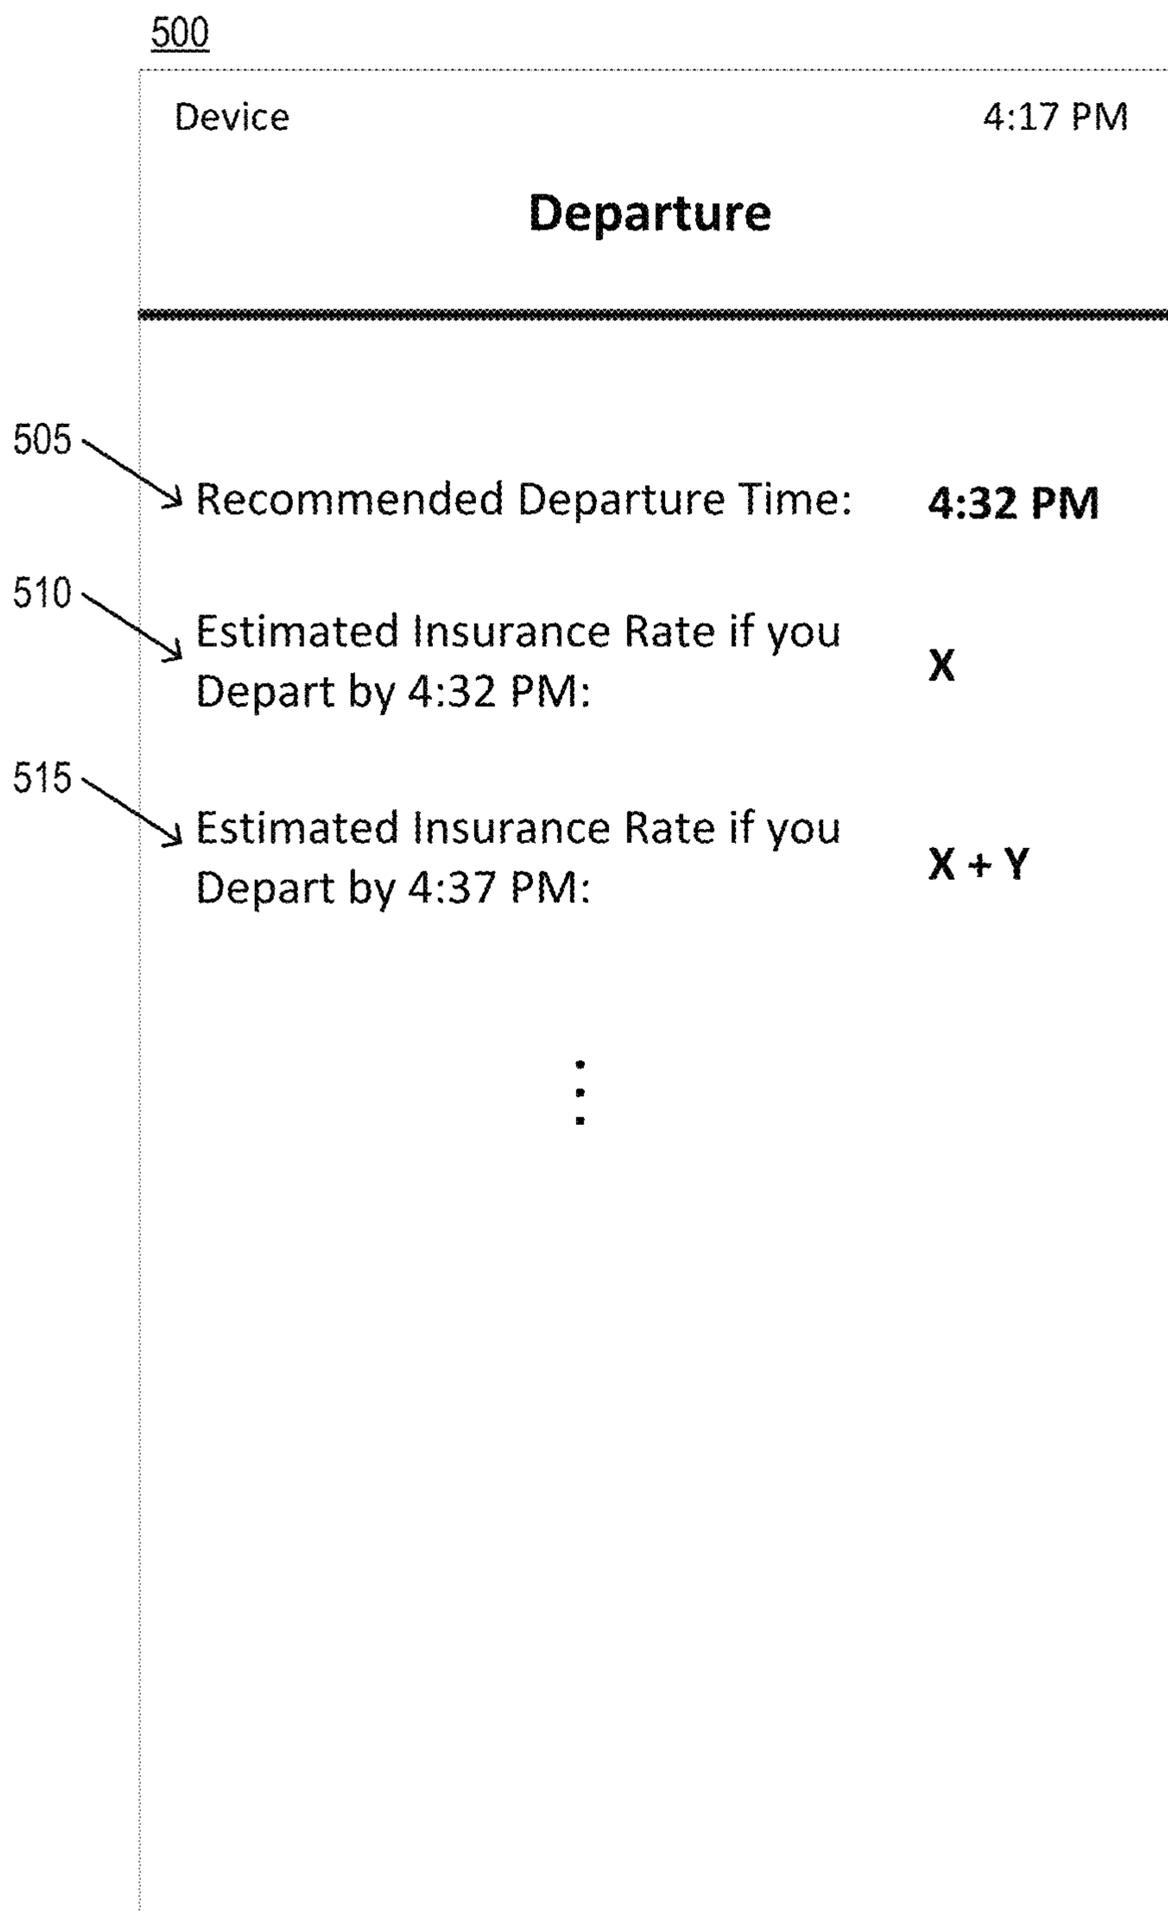 500
Device 4:17 PM
Departure
505
Recommended Departure Time: 4:32 PM
510
Estimated Insurance Rate if you
Depart by 4:32 PM:
X
515
Estimated Insurance Rate if you
Depart by 4:37 PM:
X + Y